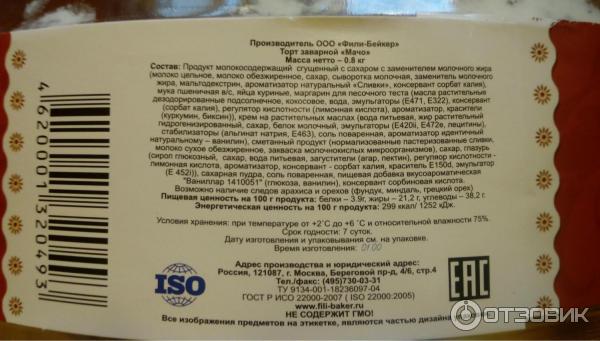 Производитель ООО «Фили-Бейкер»
Торт заварной «Мачо»
Масса нетто – 0.8 кг
Состав: Продукт молокосодержащий сгущенный с сахаром с заменителем молочного жира
(молоко цельное, молоко обезжиренное, сахар, сыворотка молочная, заменитель молочного
жира, мальтодекстрин, ароматизатор натуральный «Сливки», консервант сорбат калия),
мука пшеничная в/с, яйца куриные, маргарин для песочного теста (масла растительные
дезодорированные подсолнечное, кокосовое, вода, эмульгаторы (Е471, Е322), консервант
(сорбат калия), регулятор кислотности (лимонная кислота), ароматизатор, красители
(куркумин, биксин)), крем на растительных маслах (вода питьевая, жир растительный
гидрогенизированный, сахар, белок молочный, эмульгаторы (Е420ii, Е472е, лецитины),
стабилизаторы (альгинат натрия, Е463), соль поваренная, ароматизатор идентичный
натуральному – ванилин), сметанный продукт (нормализованные пастеризованные сливки,
молоко сухое обезжиренное, закваска молочнокислых микроорганизмов), сахар, глазурь
(сироп глюкозный, сахар, вода питьевая, загустители (агар, пектин), регулятор кислотности -
лимонная кислота, ароматизатор, консервант - сорбат калия, краситель Е150d, эмульгатор
(Е 452i)), сахарная пудра, соль поваренная, пищевая добавка вкусоароматическая
"Ваниллар 1410051" (глюкоза, ванилин), консервант сорбиновая кислота.
Возможно наличие следов арахиса и орехов (фундук, миндаль, грецкий орех)
Пищевая ценность на 100 г продукта: белки – 3.9г, жиры – 21,2 г, углеводы – 38,2 г.
Энергетическая ценность на 100 г продукта: 299 ккал/ 1252 кДж.
Условия хранения: при температуре от +2˚С до +6 ˚С и относительной влажности 75%.
Срок годности: 7 суток.
Дата изготовления и упаковывания см. на упаковке.
Время изготовления: 0100
Адрес производства и юридический адрес:
Россия, 121087, г. Москва, Береговой пр-д, 4/6, стр.4
Тел./факс: (495)730-03-31
ТУ 9134-001-18236097-04
ГОСТ Р ИСО 22000-2007 (ISO 22000:2005)
www.fili-baker.ru
НЕ СОДЕРЖИТ ГМО!
Все изображения предметов на этикетке, являются частью дизайна
4 620001 320493
ISO
EAC
ОТЗОВИК